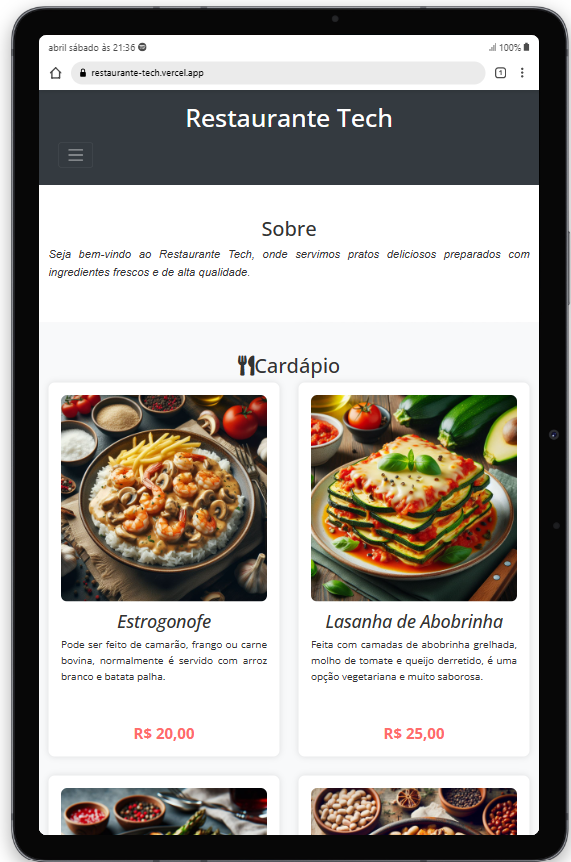 abril sábado às 21:36
100%
restaurante-tech.vercel.app
1
Restaurante Tech
Sobre
Seja bem-vindo ao Restaurante Tech, onde servimos pratos deliciosos preparados com
ingredientes frescos e de alta qualidade.
Cardápio
Estrogonofe
Pode ser feito de camarão, frango ou carne
bovina, normalmente é servido com arroz
branco e batata palha.
R$ 20,00
Lasanha de Abobrinha
Feita com camadas de abobrinha grelhada,
molho de tomate e queijo derretido, é uma
opção vegetariana e muito saborosa.
R$ 25,00